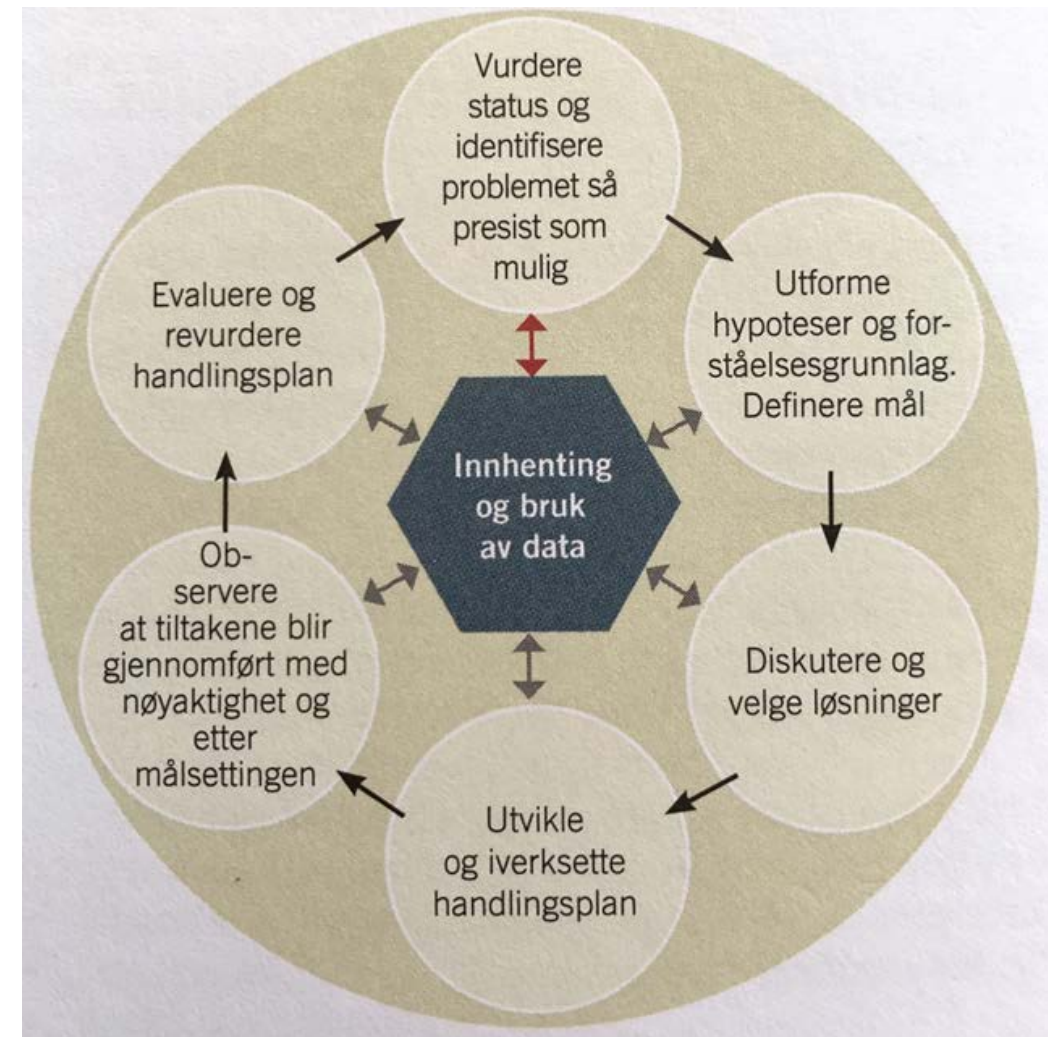 Vurdere
status og
identifisere
problemet så
presist som
mulig
Utforme
hypoteser og for-
ståelsesgrunnlag.
Definere mål
Diskutere og
velge løsninger
Utvikle
og iverksette
handlingsplan
Ob-
servere
at tiltakene blir
gjennomført med
nøyaktighet og
etter
målsettingen
Evaluere og
revurdere
handlingsplan
Innhenting
og bruk
av data